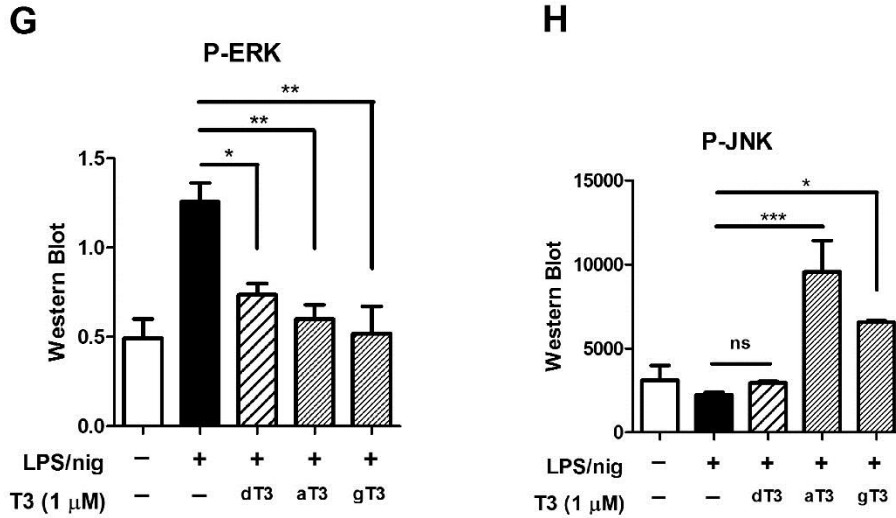 G
P-ERK
**
**
*
1.5
1.0
0.5
0.0
Western Blot
LPS/nig − + + + +
T3 (1 μM) − − dT3 aT3 gT3
H
P-JNK
*
***
ns
15000
10000
5000
0
Western Blot
LPS/nig − + + + +
T3 (1 μM) − − dT3 aT3 gT3